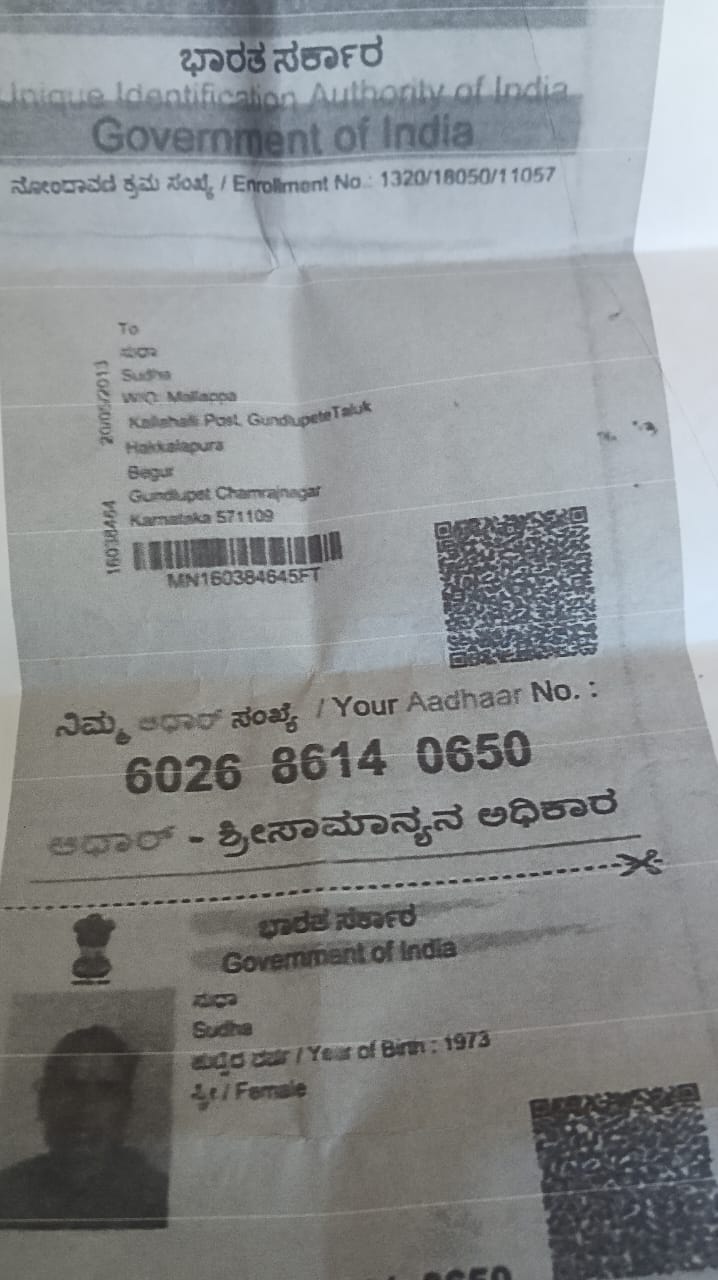 ಭಾರತ ಸರ್ಕಾರ
Unique Identification Authority of India
Government of India
ನೋಂದಾವಣೆ ಕ್ರಮ ಸಂಖ್ಯೆ / Enrollment No.: 1320/18050/11057
To
ಸುಧಾ
Sudha
W/O: Mallappa
Kallahalli Post, Gundlupete Taluk
Hakkalapura
Begur
Gundlupet Chamrajnagar
Karnataka 571109
20/05/2013
16038464
MN160384645FT
ನಿಮ್ಮ ಆಧಾರ್ ಸಂಖ್ಯೆ / Your Aadhaar No. :
6026 8614 0650
ಆಧಾರ್ - ಶ್ರೀಸಾಮಾನ್ಯನ ಅಧಿಕಾರ
ಭಾರತ ಸರ್ಕಾರ
Government of India
ಸುಧಾ
Sudha
ಹುಟ್ಟಿದ ವರ್ಷ / Year of Birth : 1973
ಸ್ತ್ರೀ / Female